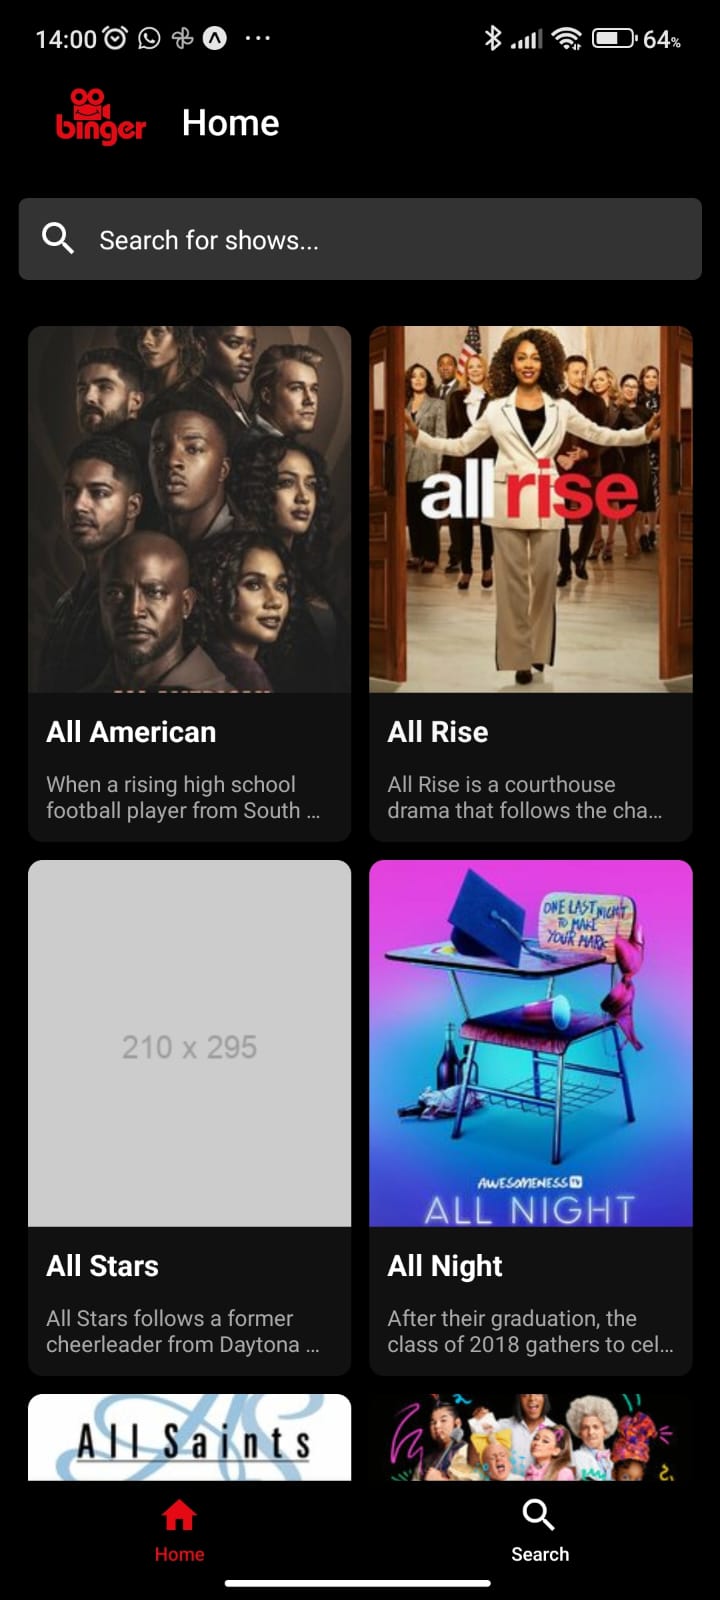 14:00
64%
binger
Home
Search for shows...
all rise
All American
When a rising high school
football player from South ...
All Rise
All Rise is a courthouse
drama that follows the cha...
210 x 295
ONE LAST NIGHT
TO MAKE
YOUR MARK
AWESOMENESS TV
ALL NIGHT
All Stars
All Stars follows a former
cheerleader from Daytona ...
All Night
After their graduation, the
class of 2018 gathers to cel...
All Saints
Home
Search